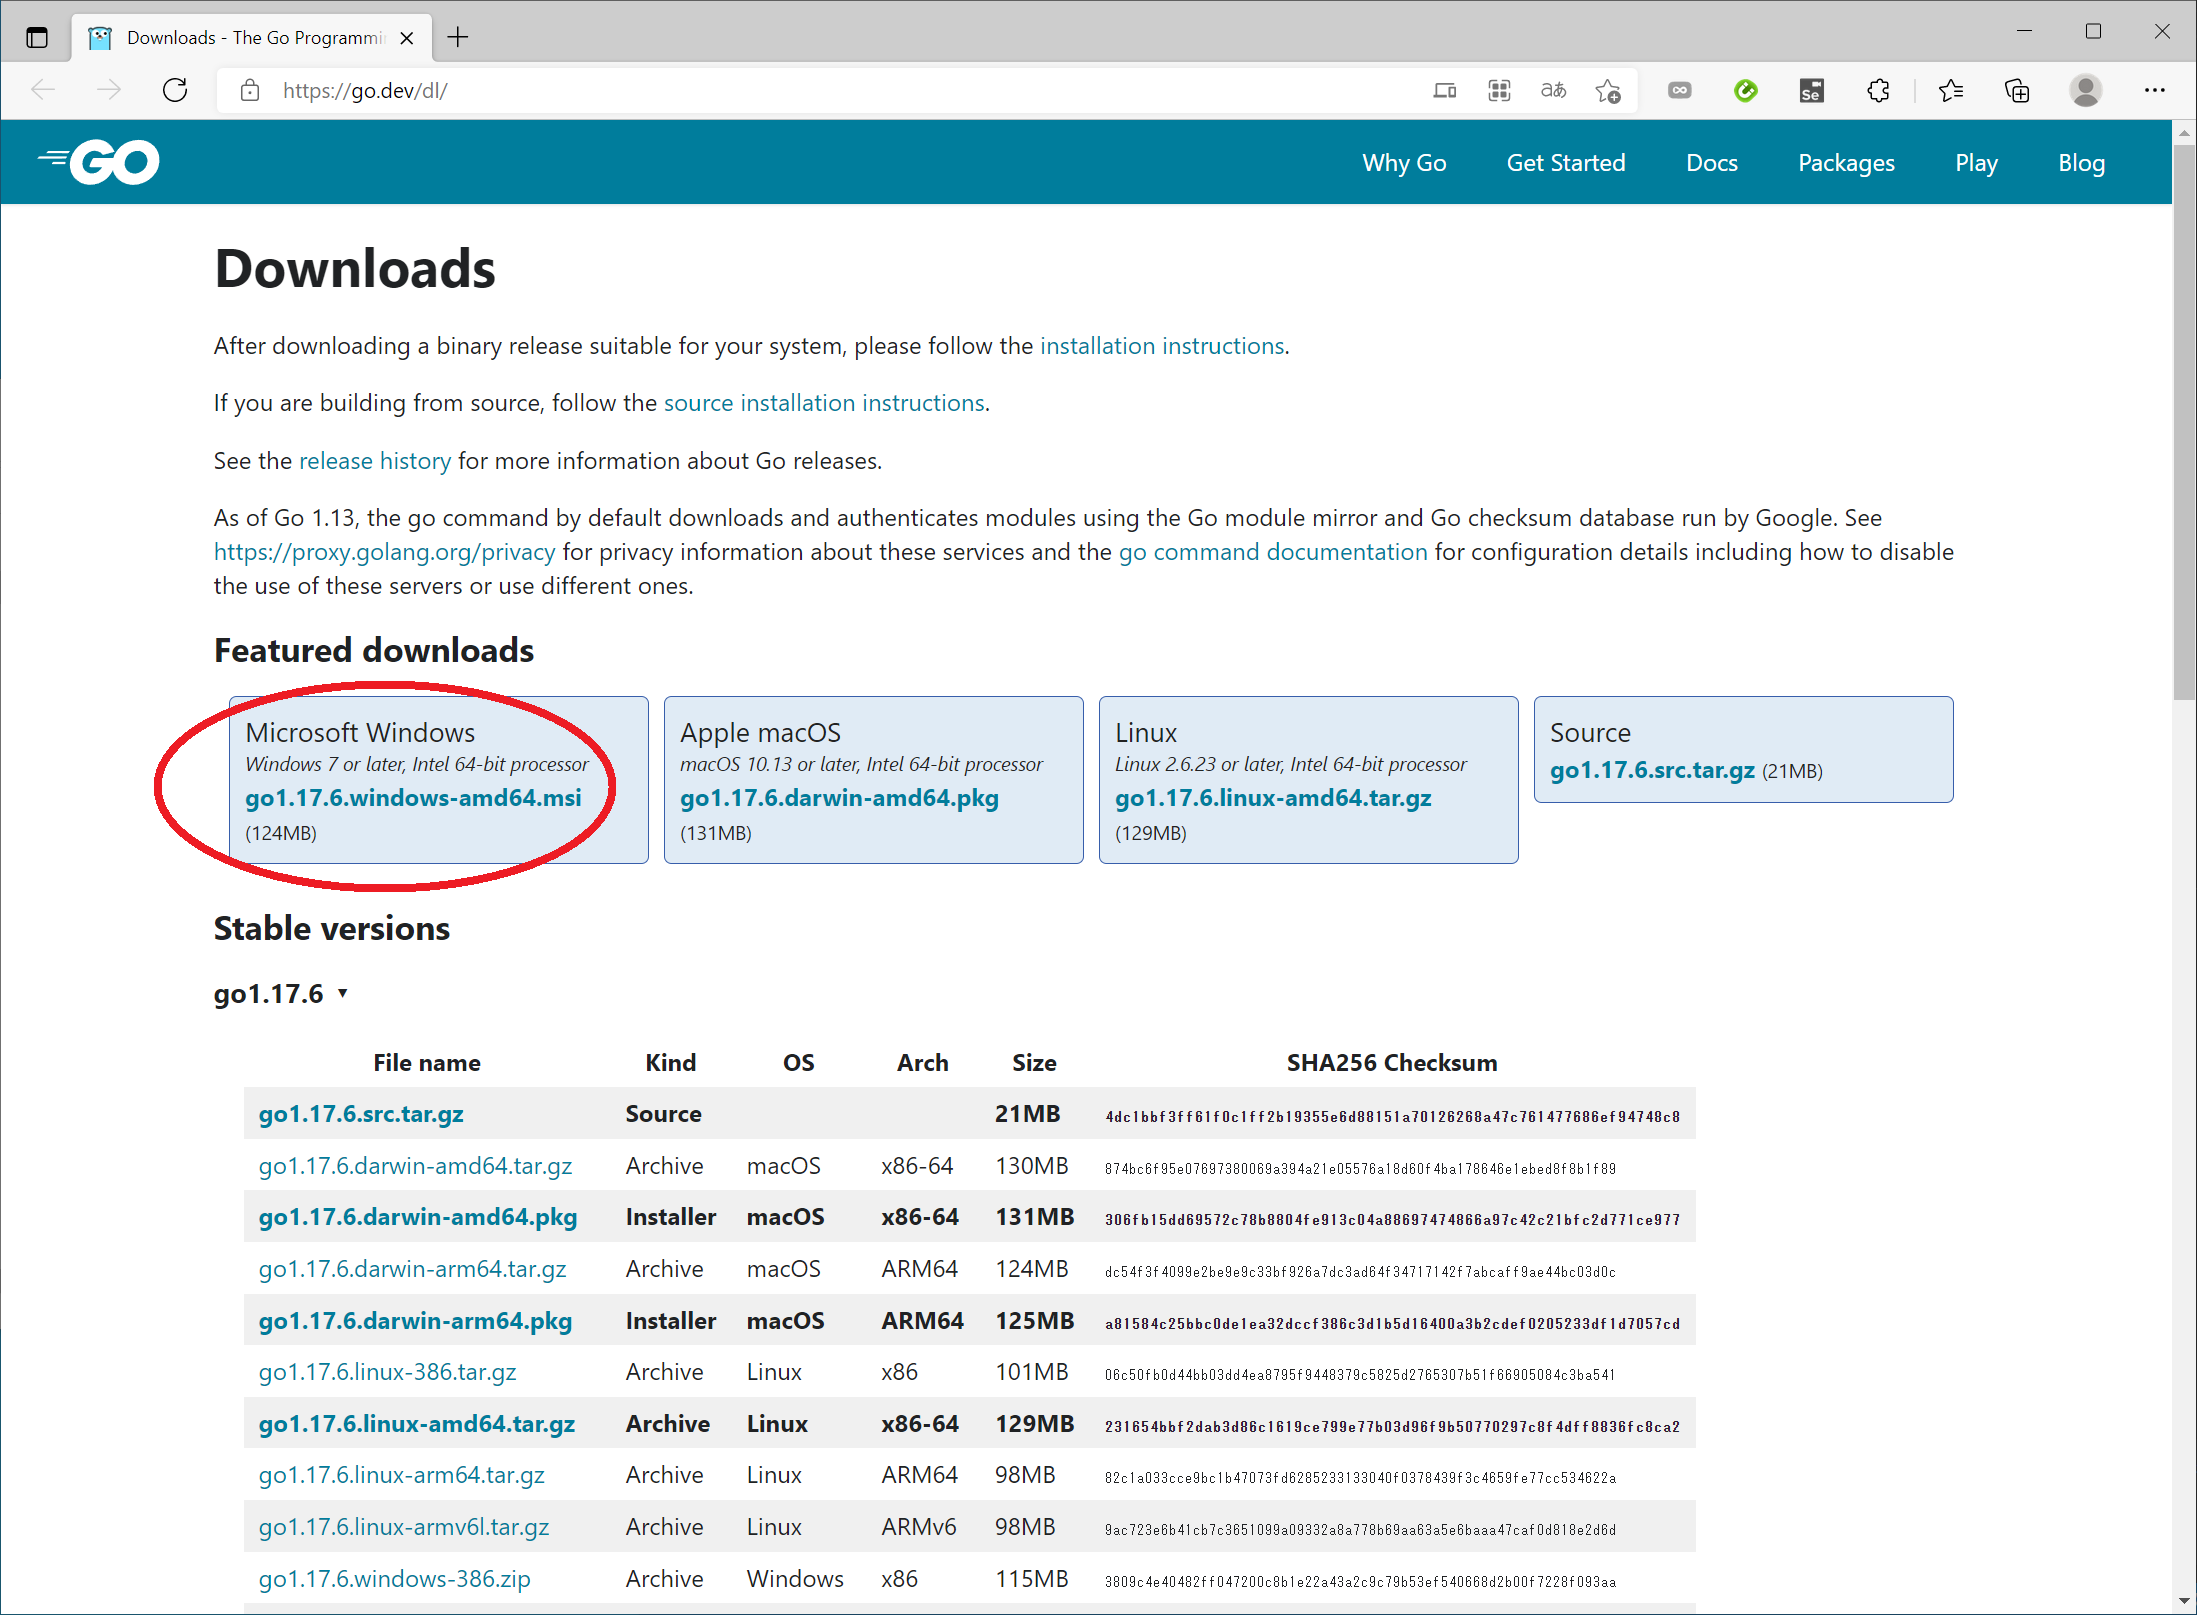 Downloads - The Go Programmin
https://go.dev/dl/
aあ
Se
GO
Why Go Get Started Docs Packages Play Blog
Downloads
After downloading a binary release suitable for your system, please follow the installation instructions.
If you are building from source, follow the source installation instructions.
See the release history for more information about Go releases.
As of Go 1.13, the go command by default downloads and authenticates modules using the Go module mirror and Go checksum database run by Google. See
https://proxy.golang.org/privacy for privacy information about these services and the go command documentation for configuration details including how to disable
the use of these servers or use different ones.
Featured downloads
Microsoft Windows
Windows 7 or later, Intel 64-bit processor
go1.17.6.windows-amd64.msi
(124MB)
Apple macOS
macOS 10.13 or later, Intel 64-bit processor
go1.17.6.darwin-amd64.pkg
(131MB)
Linux
Linux 2.6.23 or later, Intel 64-bit processor
go1.17.6.linux-amd64.tar.gz
(129MB)
Source
go1.17.6.src.tar.gz (21MB)
Stable versions
go1.17.6 ▼
File name Kind OS Arch Size SHA256 Checksum
go1.17.6.src.tar.gz Source 21MB 4dc1bbf3ff61f0c1ff2b19355e6d88151a70126268a47c761477686ef94748c8
go1.17.6.darwin-amd64.tar.gz Archive macOS x86-64 130MB 874bc6f95e07697380069a394a21e05576a18d60f4ba178646e1ebed8f8b1f89
go1.17.6.darwin-amd64.pkg Installer macOS x86-64 131MB 306fb15dd69572c78b8804fe913c04a88697474866a97c42c21bfc2d771ce977
go1.17.6.darwin-arm64.tar.gz Archive macOS ARM64 124MB dc54f3f4099e2be9e9c33bf926a7dc3ad64f34717142f7abcaff9ae44bc03d0c
go1.17.6.darwin-arm64.pkg Installer macOS ARM64 125MB a81584c25bbc0de1ea32dccf386c3d1b5d16400a3b2cdef0205233df1d7057cd
go1.17.6.linux-386.tar.gz Archive Linux x86 101MB 06c50fb0d44bb03dd4ea8795f9448379c5825d2765307b51f66905084c3ba541
go1.17.6.linux-amd64.tar.gz Archive Linux x86-64 129MB 231654bbf2dab3d86c1619ce799e77b03d96f9b50770297c8f4dff8836fc8ca2
go1.17.6.linux-arm64.tar.gz Archive Linux ARM64 98MB 82c1a033cce9bc1b47073fd6285233133040f0378439f3c4659fe77cc534622a
go1.17.6.linux-armv6l.tar.gz Archive Linux ARMv6 98MB 9ac723e6b41cb7c3651099a09332a8a778b69aa63a5e6baaa47caf0d818e2d6d
go1.17.6.windows-386.zip Archive Windows x86 115MB 3809c4e40482ff047200c8b1e22a43a2c9c79b53ef540668d2b00f7228f093aa